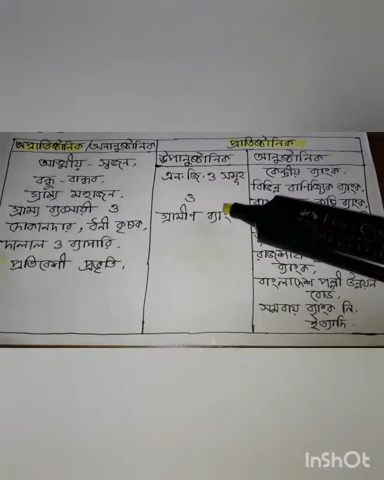 অপ্রাতিষ্ঠানিক/অনানুষ্ঠানিক
আত্মীয়-স্বজন
বন্ধু-বান্ধব
গ্রাম্য মহাজন
গ্রাম্য ব্যবসায়ী ও
দোকানদার, ধনী কৃষক,
দালাল ও ব্যাপারি,
প্রতিবেশী প্রভৃতি,
প্রাতিষ্ঠানিক
উপানুষ্ঠানিক
এন.জি.ও সমূহ
ও
গ্রামীণ
আনুষ্ঠানিক
কেন্দ্রীয় ব্যাংক,
বিভিন্ন বাণিজ্যিক ব্যাংক,
ব্যাংক,
ব্যাংক,
বাংলাদেশ পল্লী উন্নয়ন
বোর্ড,
সমবায় ব্যাংক লি.
ইত্যাদি
InShOt